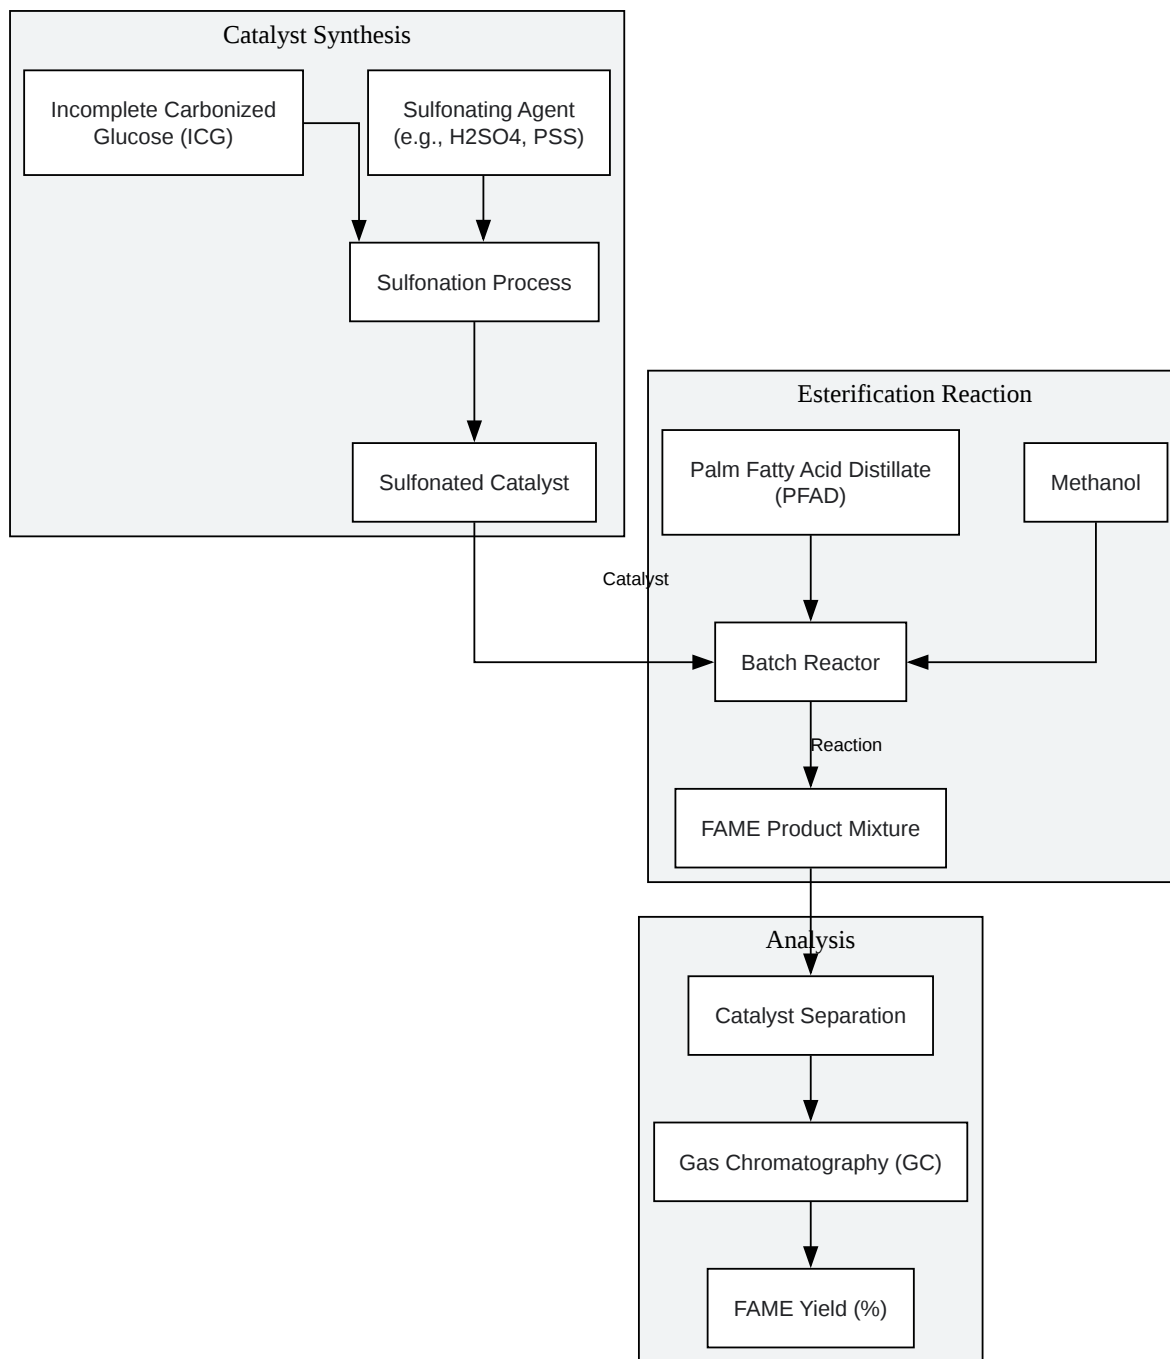 Catalyst Synthesis
Incomplete Carbonized
Glucose (ICG)
Sulfonating Agent
(e.g., H2SO4, PSS)
Sulfonation Process
Sulfonated Catalyst
Esterification Reaction
Palm Fatty Acid Distillate
(PFAD)
Methanol
Catalyst
Batch Reactor
Reaction
FAME Product Mixture
Analysis
Catalyst Separation
Gas Chromatography (GC)
FAME Yield (%)